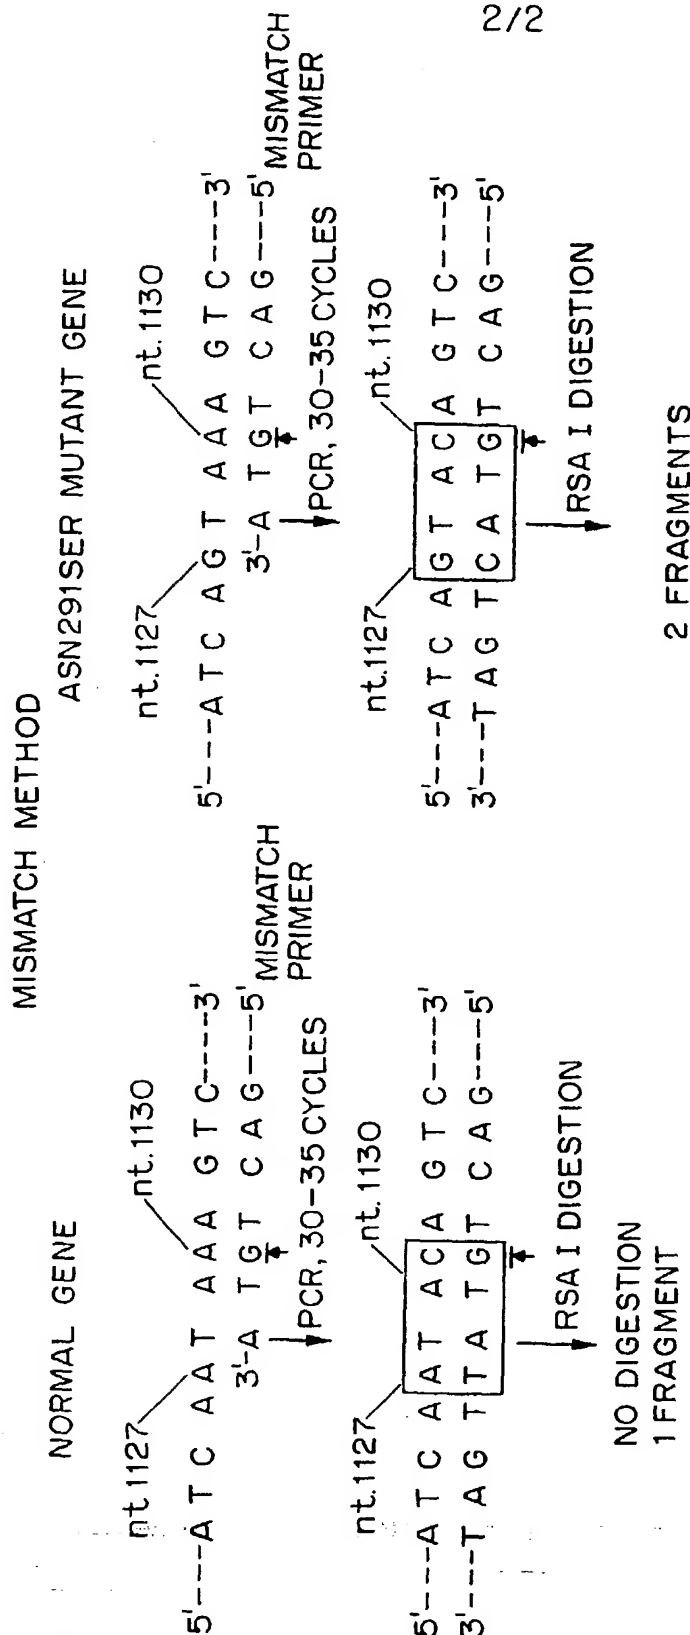 2/2
MISMATCH METHOD
NORMAL GENE
nt 1127
nt.1130
5'----A T C A A T A A A G T C----3'
3'-A T G T C A G----5'
MISMATCH
PRIMER
PCR, 30-35 CYCLES
nt.1127
nt.1130
5'----A T C A A T A C A G T C----3'
3'----T A G T T A T G T C A G---5'
RSA I DIGESTION
NO DIGESTION
1 FRAGMENT
ASN291SER MUTANT GENE
nt.1127
nt.1130
5'----A T C A G T A A A G T C---3'
3'-A T G T C A G----5'
MISMATCH
PRIMER
PCR, 30-35 CYCLES
nt.1127
nt.1130
5'---A T C A G T A C A G T C----3'
3'---T A G T C A T G T C A G---5'
RSA I DIGESTION
2 FRAGMENTS